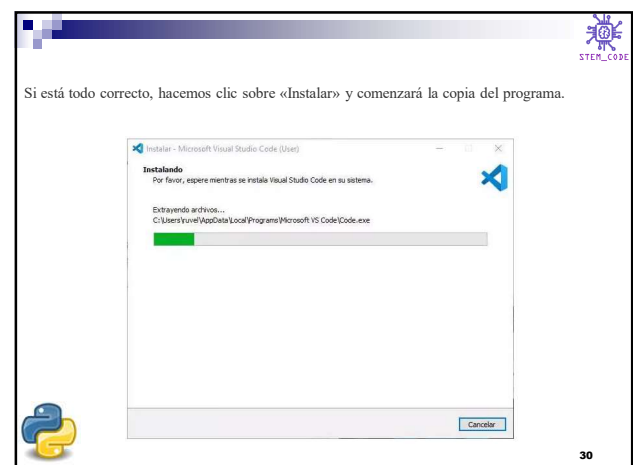 STEM_CODE
Si está todo correcto, hacemos clic sobre «Instalar» y comenzará la copia del programa.
Instalar - Microsoft Visual Studio Code (User)
Instalando
Por favor, espere mientras se instala Visual Studio Code en su sistema.
Extrayendo archivos...
C:\Users\ruvel\AppData\Local\Programs\Microsoft VS Code\Code.exe
Cancelar
30